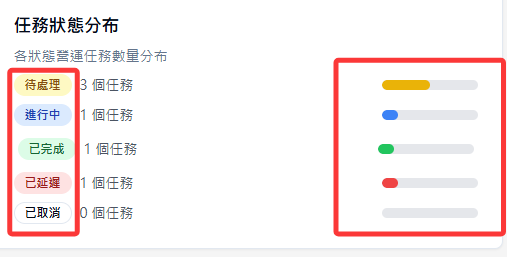 任務狀態分布
各狀態營運任務數量分布
待處理 3 個任務
進行中 1 個任務
已完成 1 個任務
已延遲 1 個任務
已取消 0 個任務